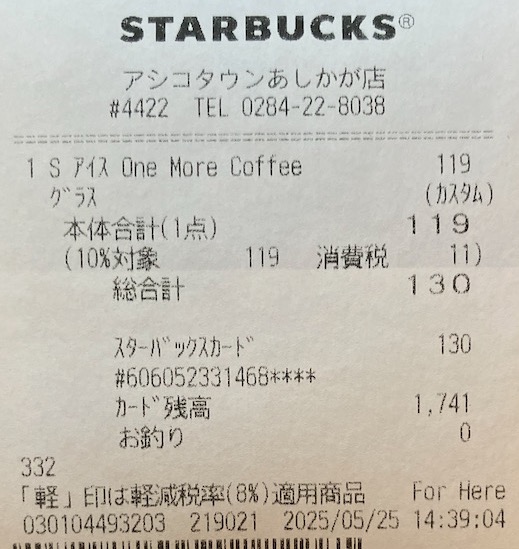 STARBUCKS®
アシコタウンあしかが店
#4422 TEL 0284-22-8038
1 S アイス One More Coffee 119
グラス (カスタム)
本体合計(1点) 119
(10%対象 119 消費税 11)
総合計 130
スターバックスカード 130
#606052331468****
カード残高 1,741
お釣り 0
332
「軽」印は軽減税率(8%)適用商品 For Here
030104493203 219021 2025/05/25 14:39:04